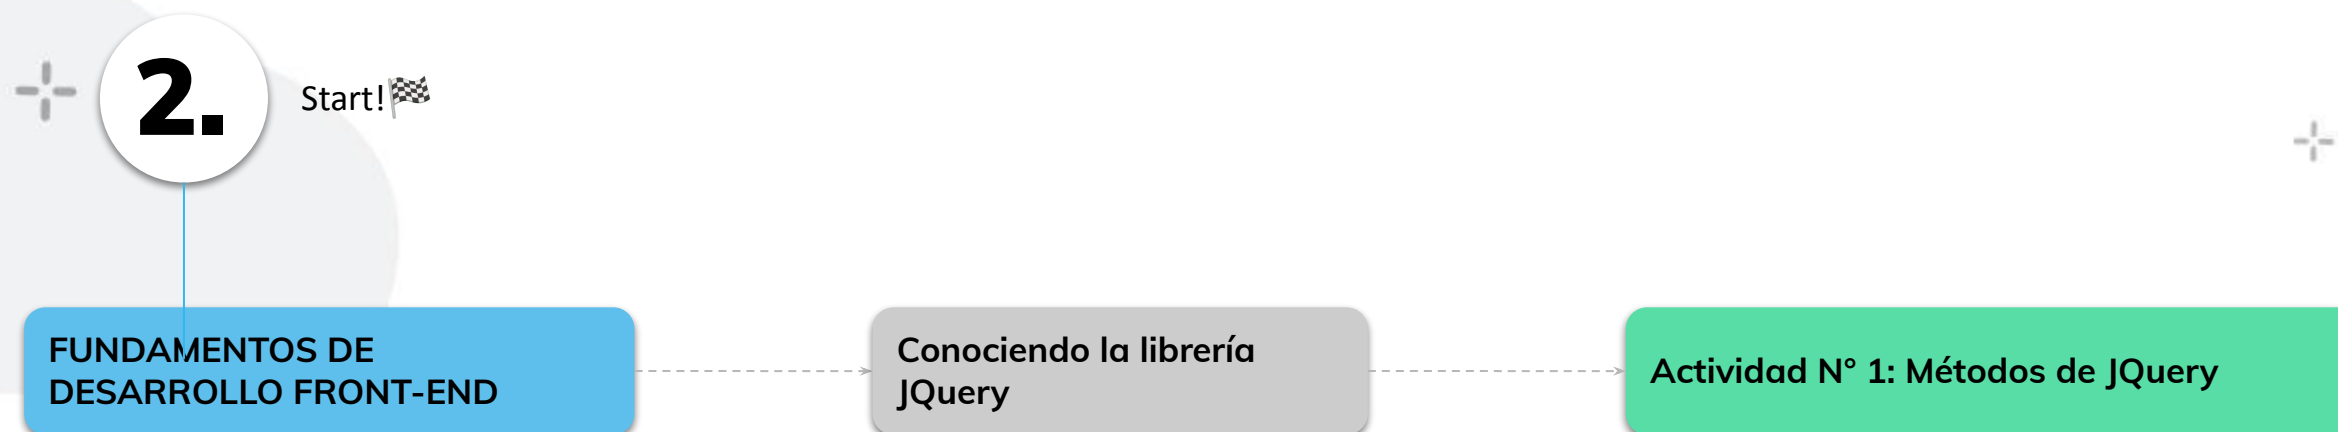 2.
Start!🏁
FUNDAMENTOS DE
DESARROLLO FRONT-END
Conociendo la librería
JQuery
Actividad N° 1: Métodos de JQuery